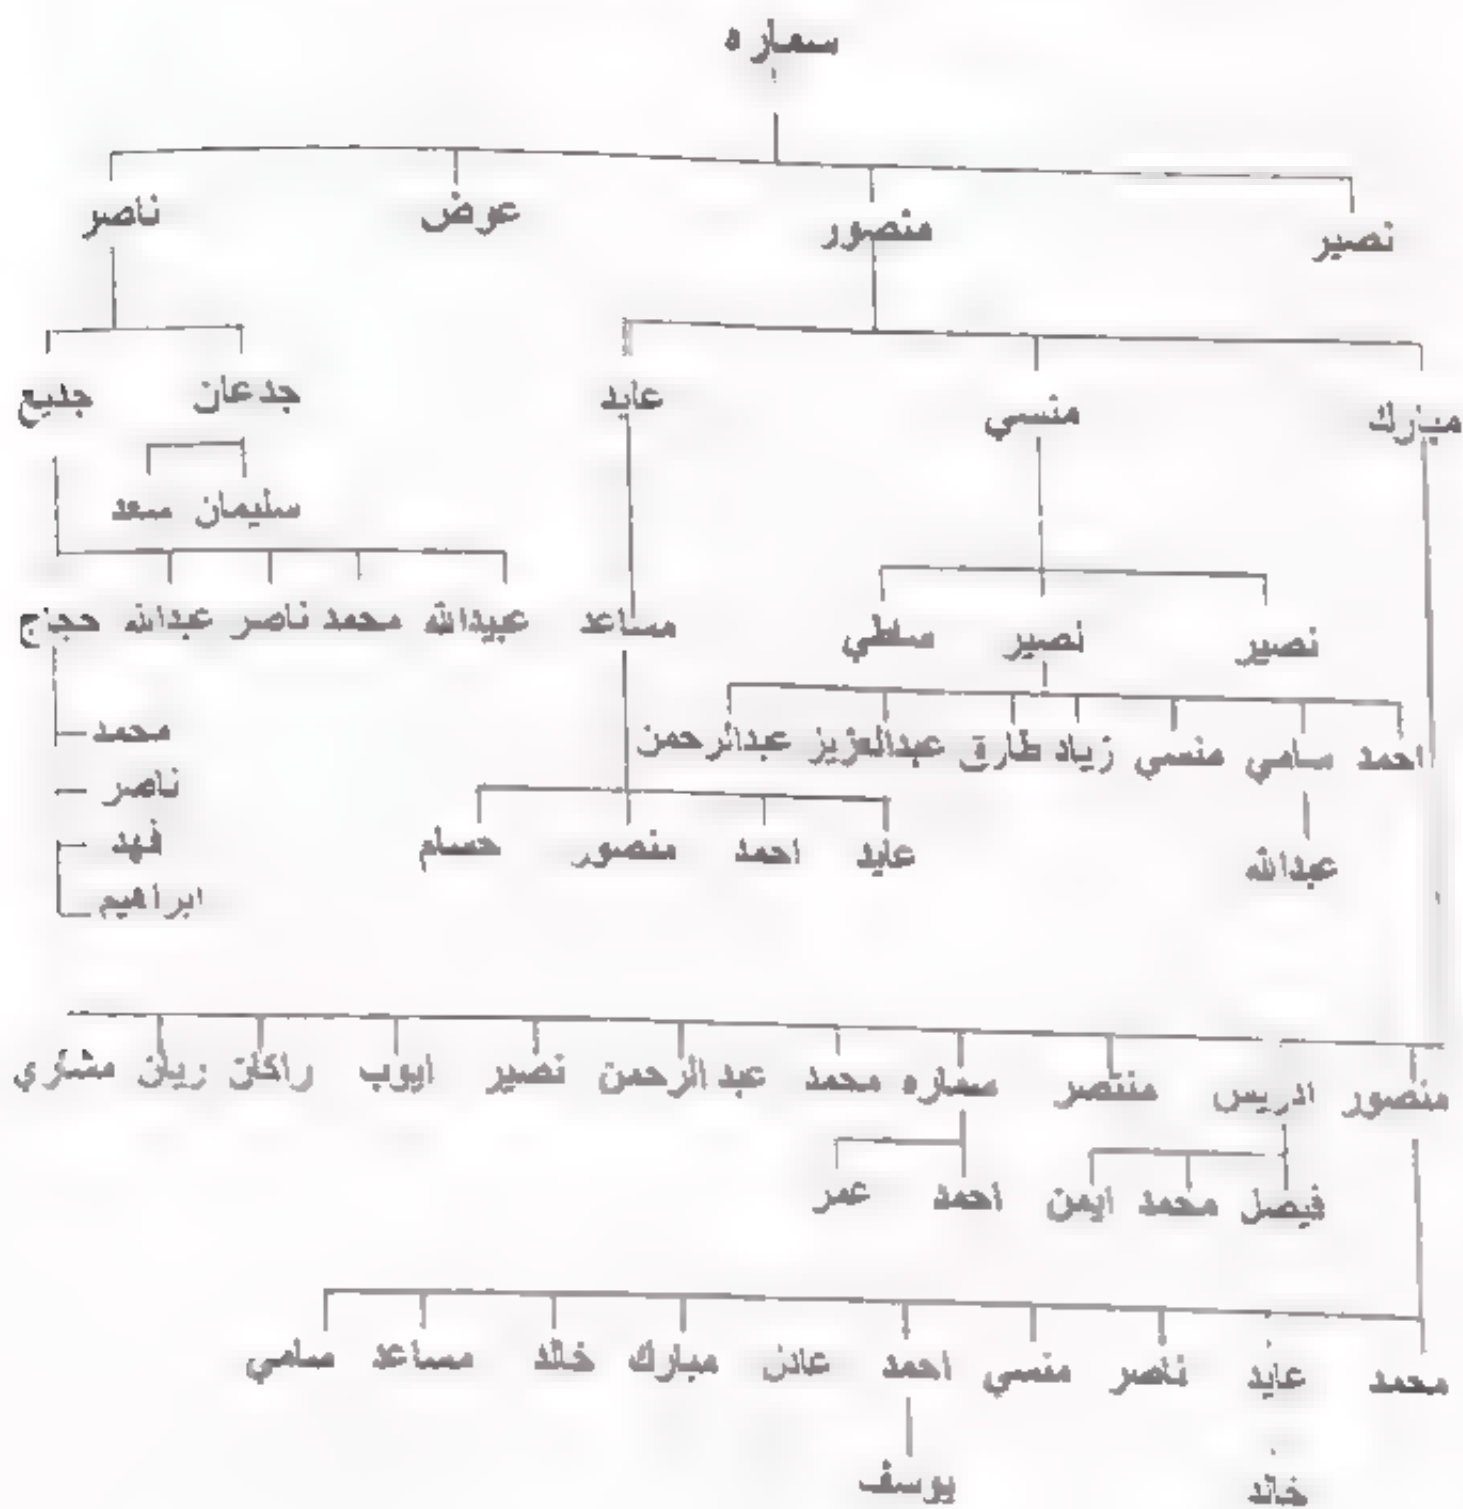 سماره
نصير منصور عوض ناصر
مبارك منسي عايد جدعان جديع
سليمان سعد
نصير نصير سلطي مساعد عبيدالله محمد ناصر عبدالله حجاج
احمد سامي منسي زياد طارق عبدالعزيز عبدالرحمن
محمد
ناصر
عبدالله عايد احمد منصور حسام فهد
ابراهيم
منصور ادريس منتصر سماره محمد عبد الرحمن نصير ايوب راكان ريان مشاري
فيصل محمد ايمن احمد عمر
محمد عايد ناصر منسي احمد عادل مبارك خالد مساعد سامي
خالد يوسف